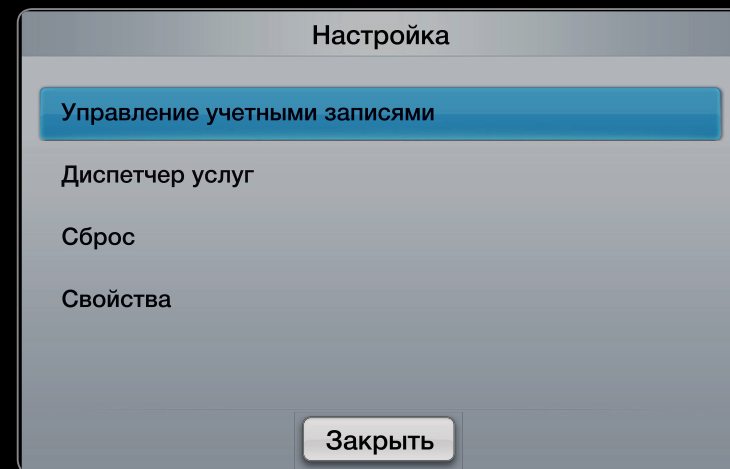 Настройка
Управление учетными записями
Диспетчер услуг
Сброс
Свойства
Закрыть